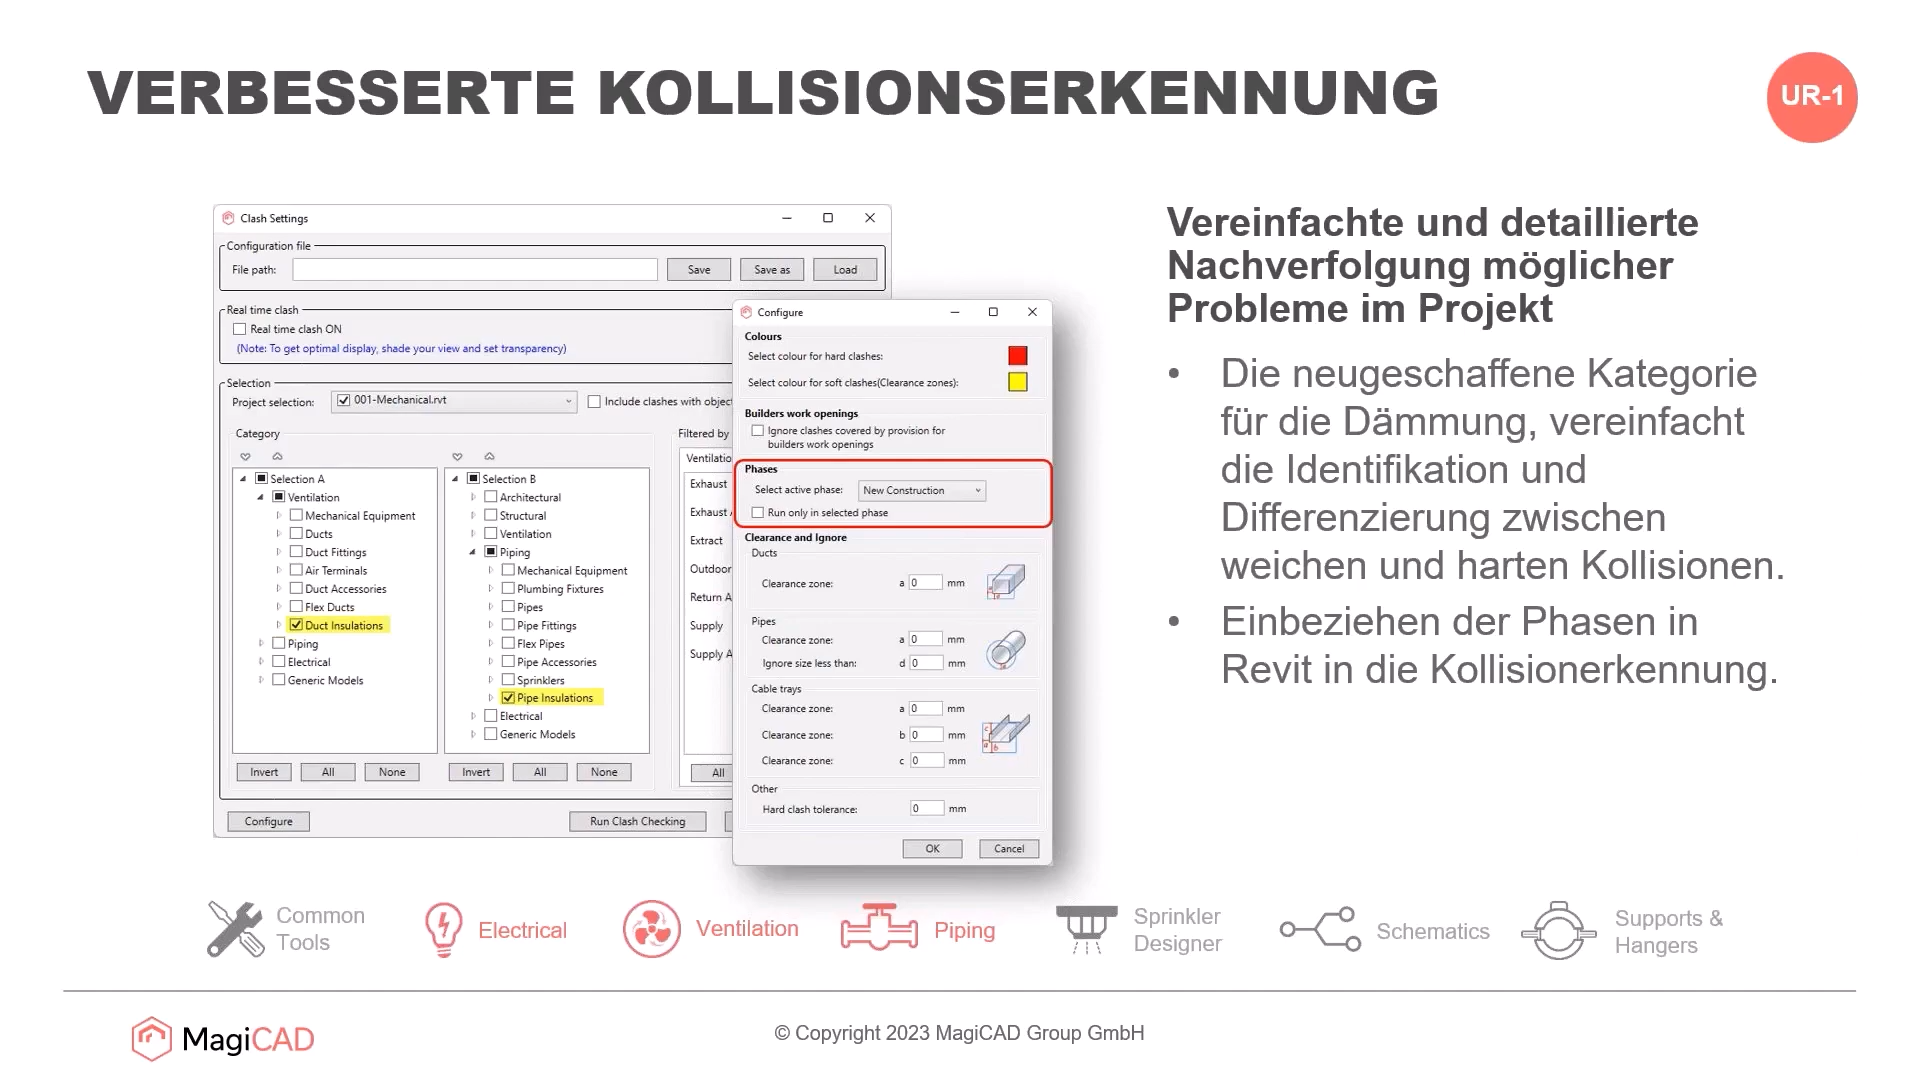 VERBESSERTE KOLLISIONSERKENNUNG
UR-1
Clash Settings
Configuration file
File path:
Save
Save as
Load
Real time clash
Real time clash ON
(Note: To get optimal display, shade your view and set transparency)
Selection
Project selection:
001-Mechanical.rvt
Include clashes with object
Category
Selection A
Ventilation
Mechanical Equipment
Ducts
Duct Fittings
Air Terminals
Duct Accessories
Flex Ducts
Duct Insulations
Piping
Electrical
Generic Models
Invert
All
None
Selection B
Architectural
Structural
Ventilation
Piping
Mechanical Equipment
Plumbing Fixtures
Pipes
Pipe Fittings
Flex Pipes
Pipe Accessories
Sprinklers
Pipe Insulations
Electrical
Generic Models
Invert
All
None
Filtered by
Ventilatio
Exhaust
Exhaust
Extract
Outdoor
Return A
Supply
Supply A
All
Configure
Run Clash Checking
Configure
Colours
Select colour for hard clashes:
Select colour for soft clashes(Clearance zones):
Builders work openings
Ignore clashes covered by provision for
builders work openings
Phases
Select active phase:
New Construction
Run only in selected phase
Clearance and Ignore
Ducts
Clearance zone: a 0 mm
Pipes
Clearance zone: a 0 mm
Ignore size less than: d 0 mm
Cable trays
Clearance zone: a 0 mm
Clearance zone: b 0 mm
Clearance zone: c 0 mm
Other
Hard clash tolerance: 0 mm
OK
Cancel
Vereinfachte und detaillierte
Nachverfolgung möglicher
Probleme im Projekt
• Die neugeschaffene Kategorie
für die Dämmung, vereinfacht
die Identifikation und
Differenzierung zwischen
weichen und harten Kollisionen.
• Einbeziehen der Phasen in
Revit in die Kollisionerkennung.
Common
Tools
Electrical
Ventilation
Piping
Sprinkler
Designer
Schematics
Supports &
Hangers
MagiCAD
© Copyright 2023 MagiCAD Group GmbH